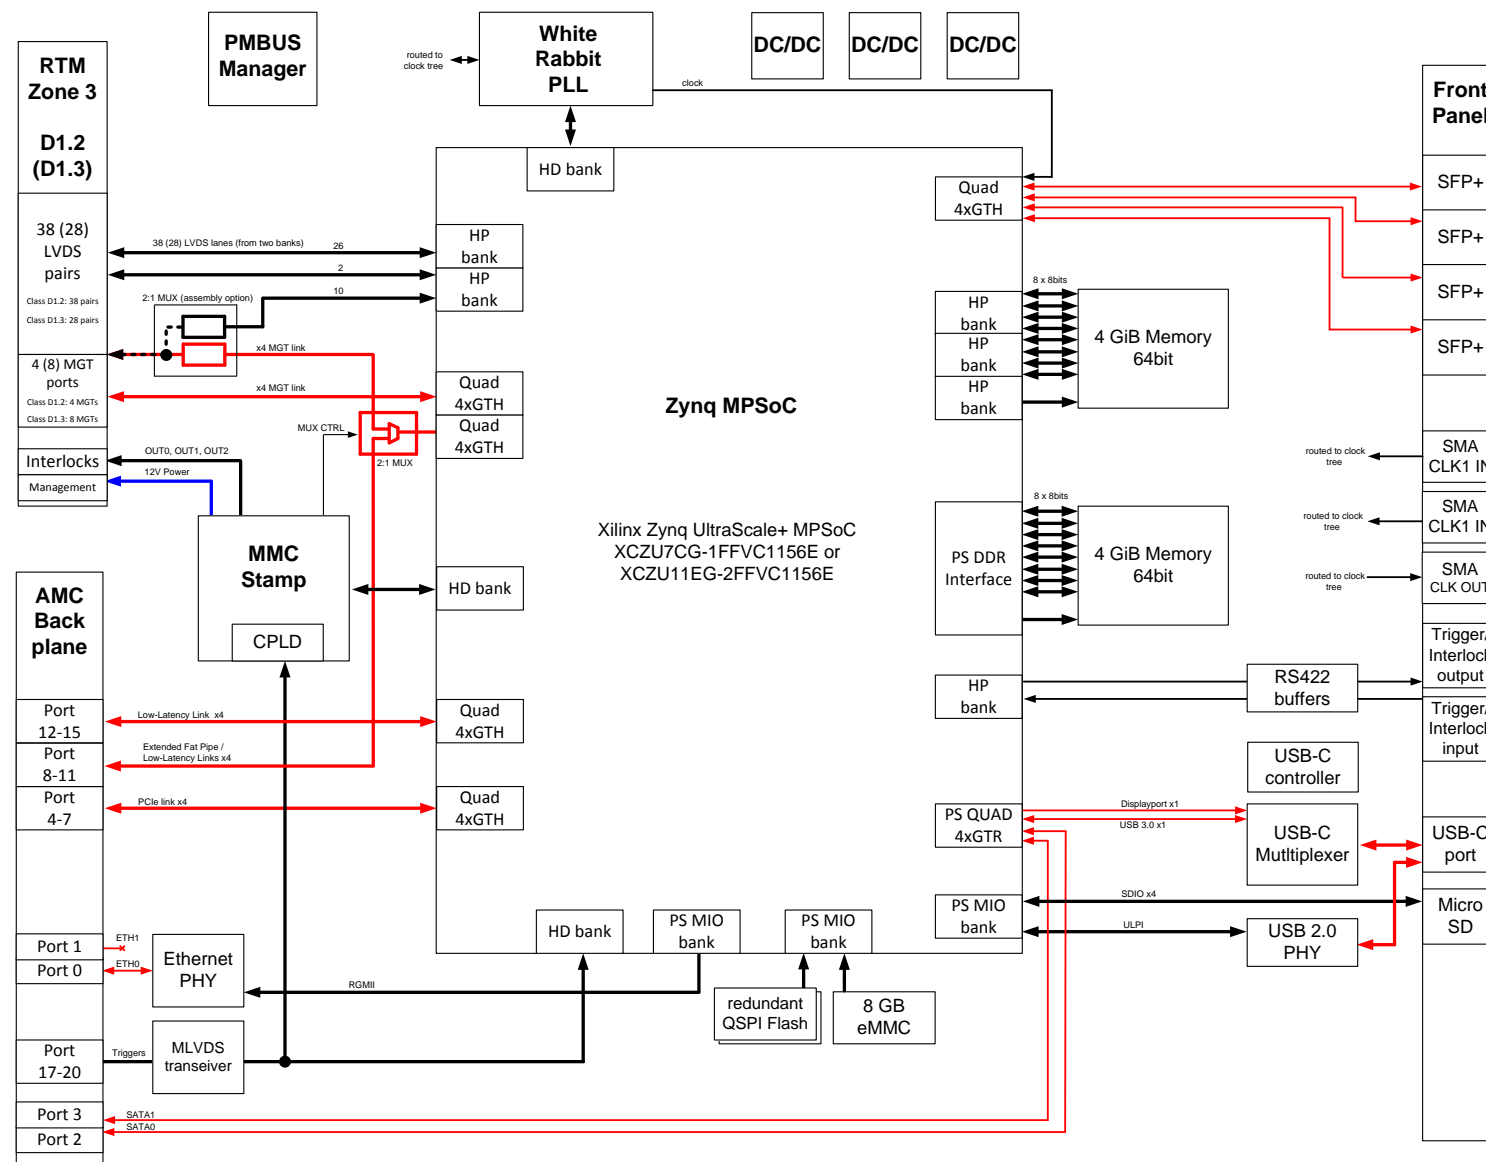 RTM
Zone 3
D1.2
(D1.3)
38 (28)
LVDS
pairs
Class D1.2: 38 pairs
Class D1.3: 28 pairs
4 (8) MGT
ports
Class D1.2: 4 MGTs
Class D1.3: 8 MGTs
Interlocks
Management
PMBUS
Manager
routed to
clock tree
White
Rabbit
PLL
clock
DC/DC
DC/DC
DC/DC
HD bank
38 (28) LVDS lanes (from two banks)
26
2
10
2:1 MUX (assembly option)
x4 MGT link
x4 MGT link
MUX CTRL
2:1 MUX
OUT0, OUT1, OUT2
12V Power
HP
bank
HP
bank
Quad
4xGTH
Quad
4xGTH
MMC
Stamp
CPLD
HD bank
AMC
Back
plane
Port
12-15
Port
8-11
Port
4-7
Port 1
Port 0
Port
17-20
Port 3
Port 2
Low-Latency Link x4
Extended Fat Pipe /
Low-Latency Links x4
PCIe link x4
Quad
4xGTH
Quad
4xGTH
ETH1
ETH0
Ethernet
PHY
RGMII
Triggers
MLVDS
transeiver
SATA1
SATA0
Zynq MPSoC
Xilinx Zynq UltraScale+ MPSoC
XCZU7CG-1FFVC1156E or
XCZU11EG-2FFVC1156E
HD bank
PS MIO
bank
PS MIO
bank
redundant
QSPI Flash
8 GB
eMMC
Quad
4xGTH
HP
bank
HP
bank
HP
bank
8 x 8bits
4 GiB Memory
64bit
PS DDR
Interface
8 x 8bits
4 GiB Memory
64bit
HP
bank
RS422
buffers
USB-C
controller
PS QUAD
4xGTR
Displayport x1
USB 3.0 x1
USB-C
Mutltiplexer
PS MIO
bank
SDIO x4
ULPI
USB 2.0
PHY
routed to clock
tree
routed to clock
tree
routed to clock
tree
Front
Panel
SFP+
SFP+
SFP+
SFP+
SMA
CLK1 IN
SMA
CLK1 IN
SMA
CLK OUT
Trigger/
Interlock
output
Trigger/
Interlock
input
USB-C
port
Micro
SD